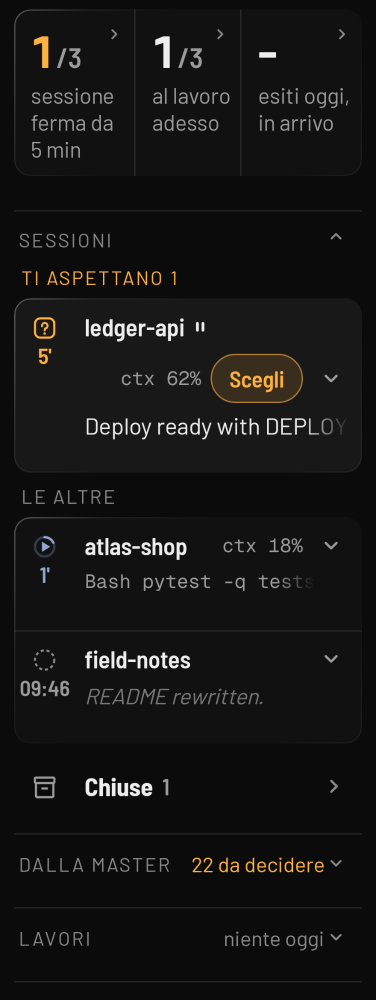 1/3
sessione
ferma da
5 min
1/3
al lavoro
adesso
-
esiti oggi,
in arrivo
SESSIONI
TI ASPETTANO 1
ledger-api
5'
ctx 62% Scegli
Deploy ready with DEPLOY
LE ALTRE
atlas-shop ctx 18%
1' Bash pytest -q tests
field-notes
09:46 README rewritten.
Chiuse 1
DALLA MASTER 22 da decidere
LAVORI niente oggi